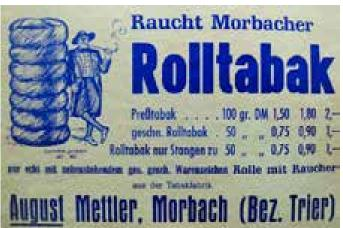 Raucht Morbacher
Rolltabak
Preßtabak . . . . 100 gr. DM 1,50 1,80 2,—
geschn. Rolltabak . 50 „ „ 0,75 0,90 1,—
Rolltabak nur Stangen zu 50 „ „ 0,75 0,90 1,—
nur echt mit nebenstehendem ges. gesch. Warenzeichen Rolle mit Raucher
aus der Tabakfabrik
August Mettler, Morbach (Bez. Trier)